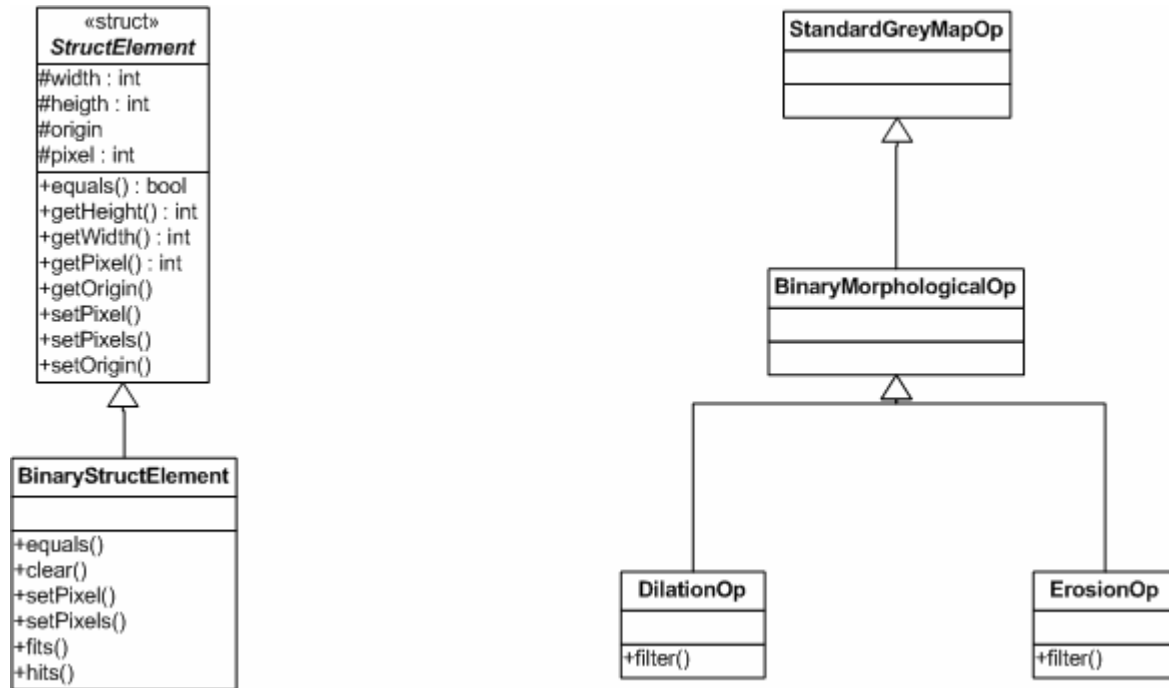 «struct»
StructElement
#width : int
#heigth : int
#origin
#pixel : int
+equals() : bool
+getHeight() : int
+getWidth() : int
+getPixel() : int
+getOrigin()
+setPixel()
+setPixels()
+setOrigin()
BinaryStructElement
+equals()
+clear()
+setPixel()
+setPixels()
+fits()
+hits()
StandardGreyMapOp
BinaryMorphologicalOp
DilationOp
+filter()
ErosionOp
+filter()